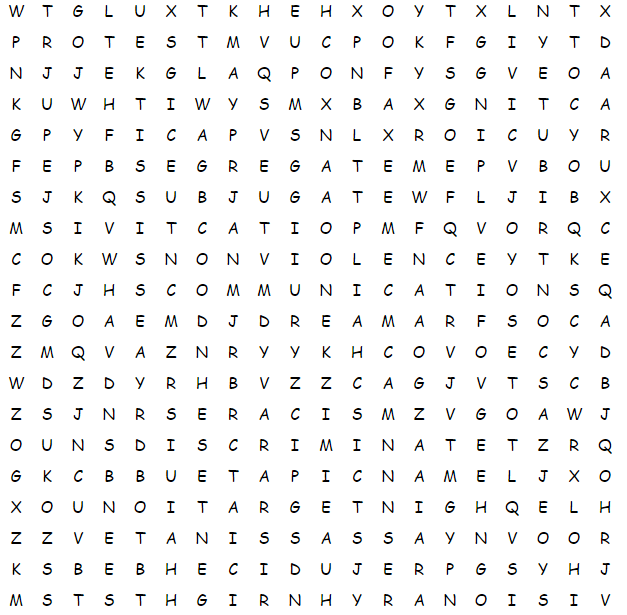 W T G L U X T K H E H X O Y T X L N T X
P R O T E S T M V U C P O K F G I Y T D
N J J E K G L A Q P O N F Y S G V E O A
K U W H T I W Y S M X B A X G N I T C A
G P Y F I C A P V S N L X R O I C U Y R
F E P B S E G R E G A T E M E P V B O U
S J K Q S U B J U G A T E W F L J I B X
M S I V I T C A T I O P M F Q V O R Q C
C O K W S N O N V I O L E N C E Y T K E
F C J H S C O M M U N I C A T I O N S Q
Z G O A E M D J D R E A M A R F S O C A
Z M Q V A Z N R Y Y K H C O V O E C Y D
W D Z D Y R H B V Z Z C A G J V T S C B
Z S J N R S E R A C I S M Z V G O A W J
O U N S D I S C R I M I N A T E T Z R Q
G K C B B U E T A P I C N A M E L J X O
X O U N O I T A R G E T N I G H Q E L H
Z Z V E T A N I S S A S S A Y N V O O R
K S B E B H E C I D U J E R P G S Y H J
M S T S T H G I R N H Y R A N O I S I V